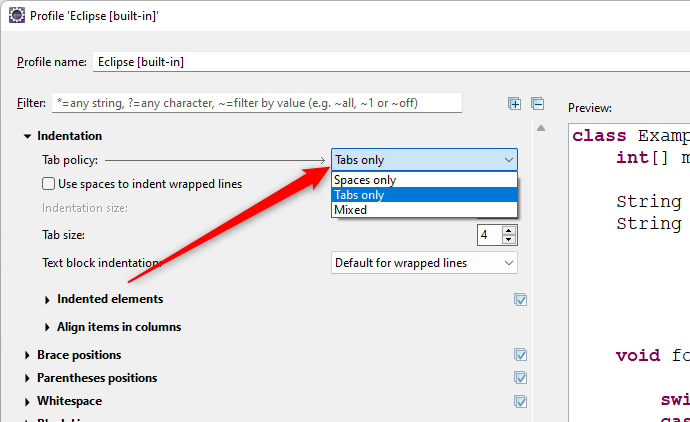 Profile 'Eclipse [built-in]'
Profile name: Eclipse [built-in]
Filter: *=any string, ?=any character, ~=filter by value (e.g. ~all, ~1 or ~off)
Preview:
Indentation
Tab policy: Tabs only
Spaces only
Tabs only
Mixed
Use spaces to indent wrapped lines
Indentation size:
Tab size: 4
Text block indentation: Default for wrapped lines
Indented elements
Align items in columns
Brace positions
Parentheses positions
Whitespace
class Examp
int[] m
String
String
void fo
swi